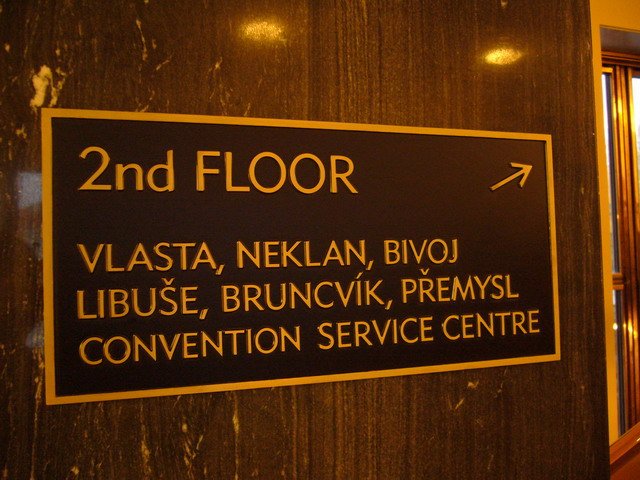 2nd FLOOR
VLASTA, NEKLAN, BIVOJ
LIBUŠE, BRUNCVÍK, PŘEMYSL
CONVENTION SERVICE CENTRE